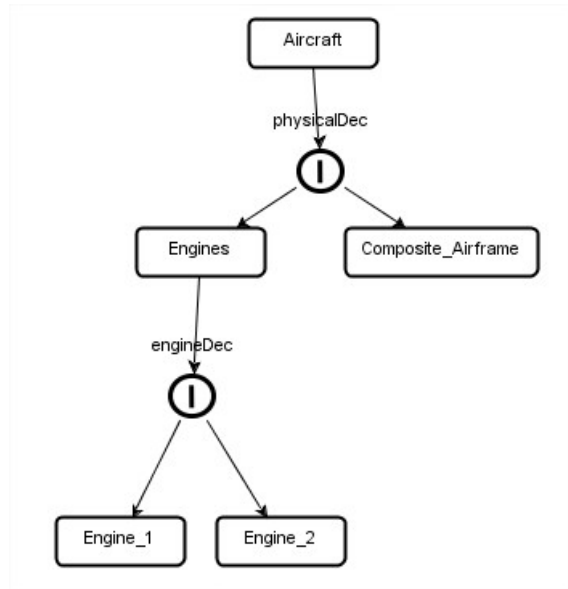 Aircraft
physicalDec
I
Engines
Composite_Airframe
engineDec
I
Engine_1
Engine_2